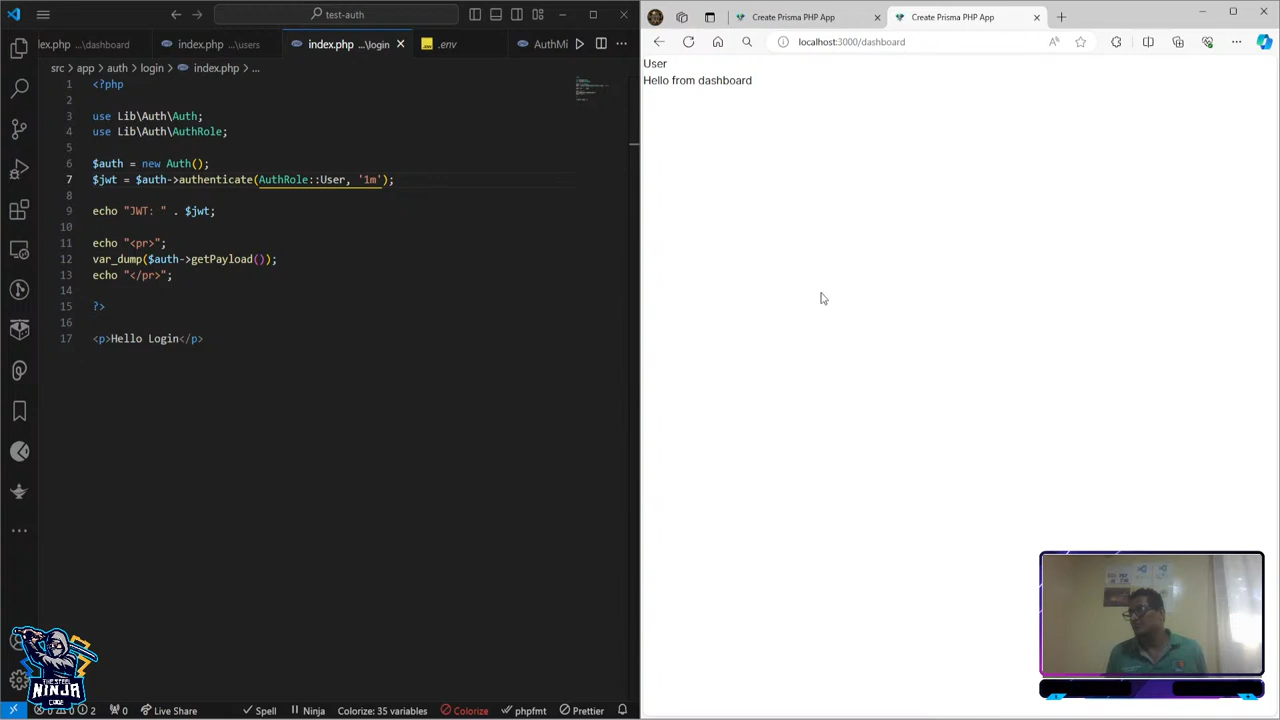 test-auth
lex.php ...\dashboard
index.php ...\users
index.php ...\login
.env
AuthMi
src > app > auth > login > index.php > ...
1 <?php
2
3 use Lib\Auth\Auth;
4 use Lib\Auth\AuthRole;
5
6 $auth = new Auth();
7 $jwt = $auth->authenticate(AuthRole::User, '1m');
8
9 echo "JWT: " . $jwt;
10
11 echo "<pr>";
12 var_dump($auth->getPayload());
13 echo "</pr>";
14
15 ?>
16
17 <p>Hello Login</p>
0 Live Share
Spell
Ninja
Colorize: 35 variables
Colorize
phpfmt
Prettier
NINJA
CODE
Create Prisma PHP App
Create Prisma PHP App
localhost:3000/dashboard
User
Hello from dashboard